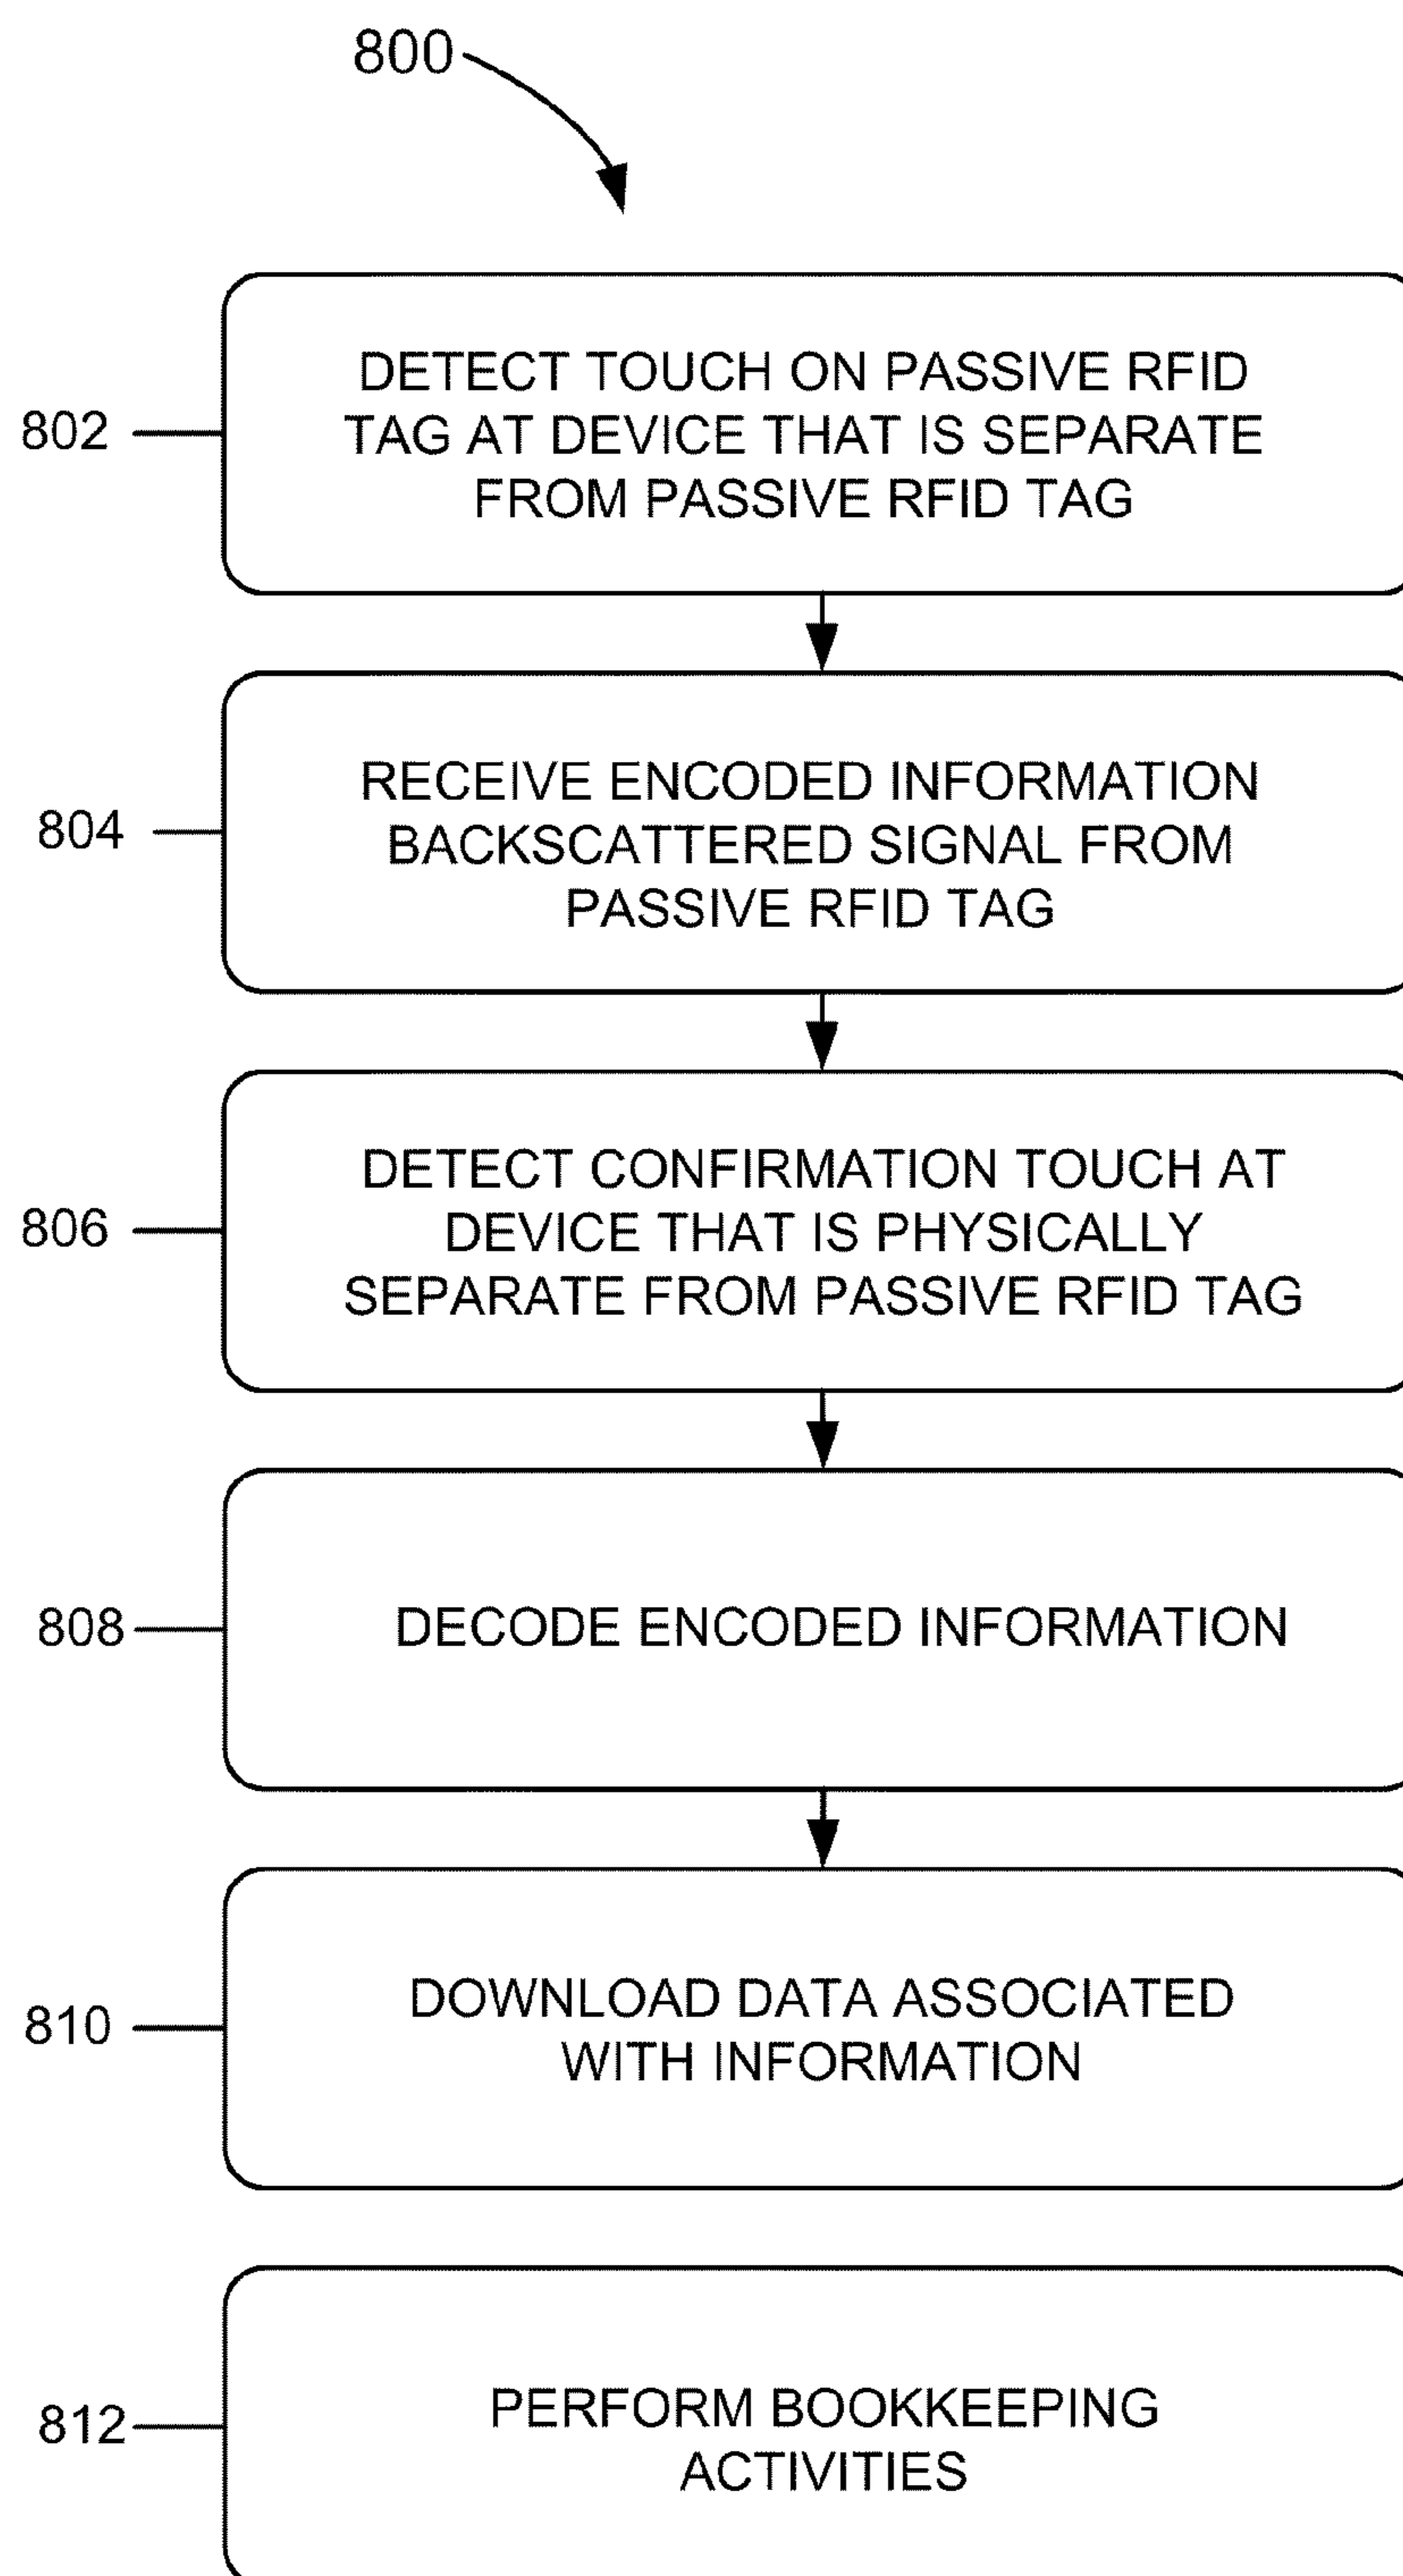 800
802
DETECT TOUCH ON PASSIVE RFID
TAG AT DEVICE THAT IS SEPARATE
FROM PASSIVE RFID TAG
804
RECEIVE ENCODED INFORMATION
BACKSCATTERED SIGNAL FROM
PASSIVE RFID TAG
806
DETECT CONFIRMATION TOUCH AT
DEVICE THAT IS PHYSICALLY
SEPARATE FROM PASSIVE RFID TAG
808
DECODE ENCODED INFORMATION
810
DOWNLOAD DATA ASSOCIATED
WITH INFORMATION
812
PERFORM BOOKKEEPING
ACTIVITIES